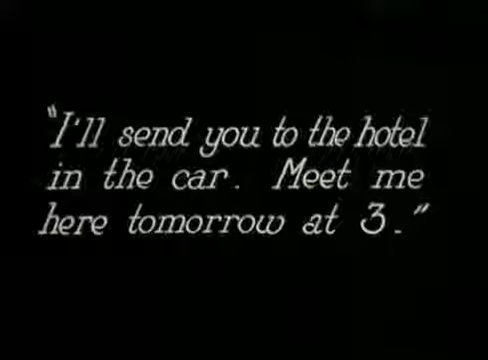 "I'll send you to the hotel
in the car. Meet me
here tomorrow at 3."